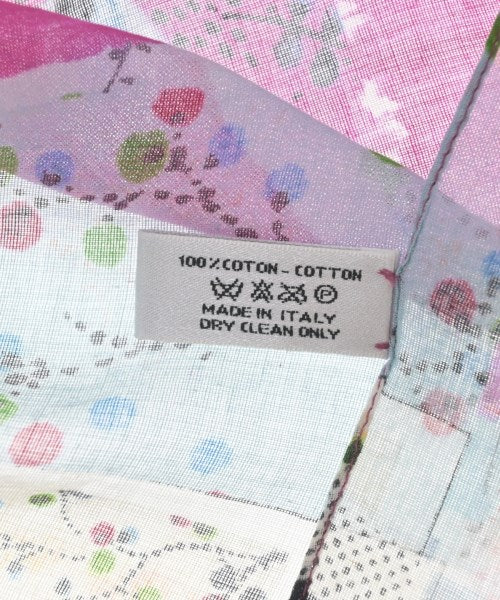 100%COTON - COTTON
P
MADE IN ITALY
DRY CLEAN ONLY